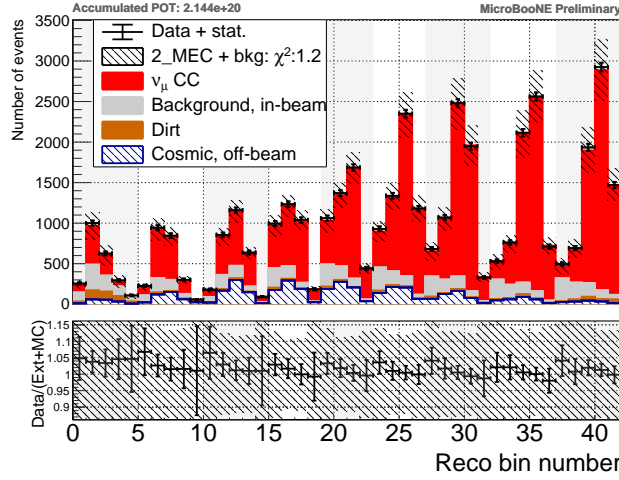 Accumulated POT: 2.144e+20
MicroBooNE Preliminary
Number of events
3500
3000
2500
2000
1500
1000
500
0
Data + stat.
2_MEC + bkg: χ²:1.2
νμ CC
Background, in-beam
Dirt
Cosmic, off-beam
Data/(Ext+MC)
1.15
1.1
1.05
1
0.95
0.9
0 5 10 15 20 25 30 35 40
Reco bin number